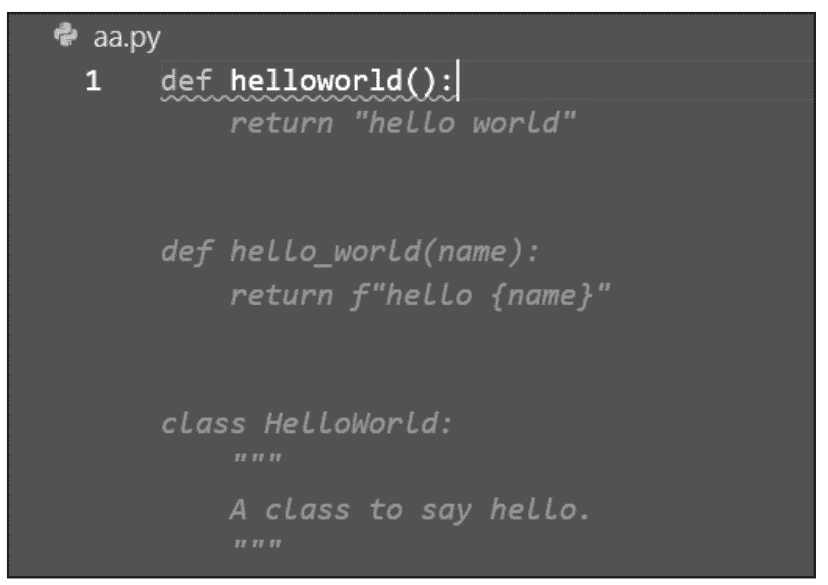 aa.py
1 def helloworld():
return "hello world"
def hello_world(name):
return f"hello {name}"
class HelloWorld:
"""
A class to say hello.
"""